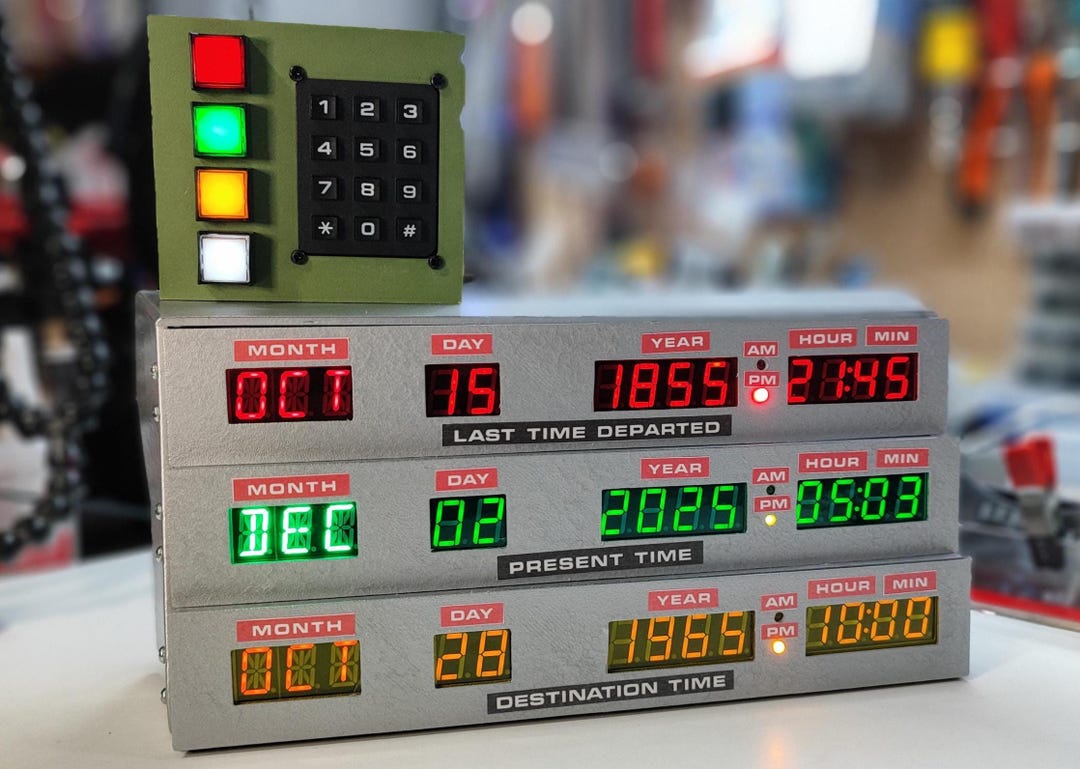 1 2 3
4 5 6
7 8 9
* 0 #
MONTH DAY YEAR AM HOUR MIN
PM
OCT 15 1855 21:45
LAST TIME DEPARTED
MONTH DAY YEAR AM HOUR MIN
PM
DEC 02 2025 05:03
PRESENT TIME
MONTH DAY YEAR AM HOUR MIN
PM
OCT 28 1965 10:00
DESTINATION TIME